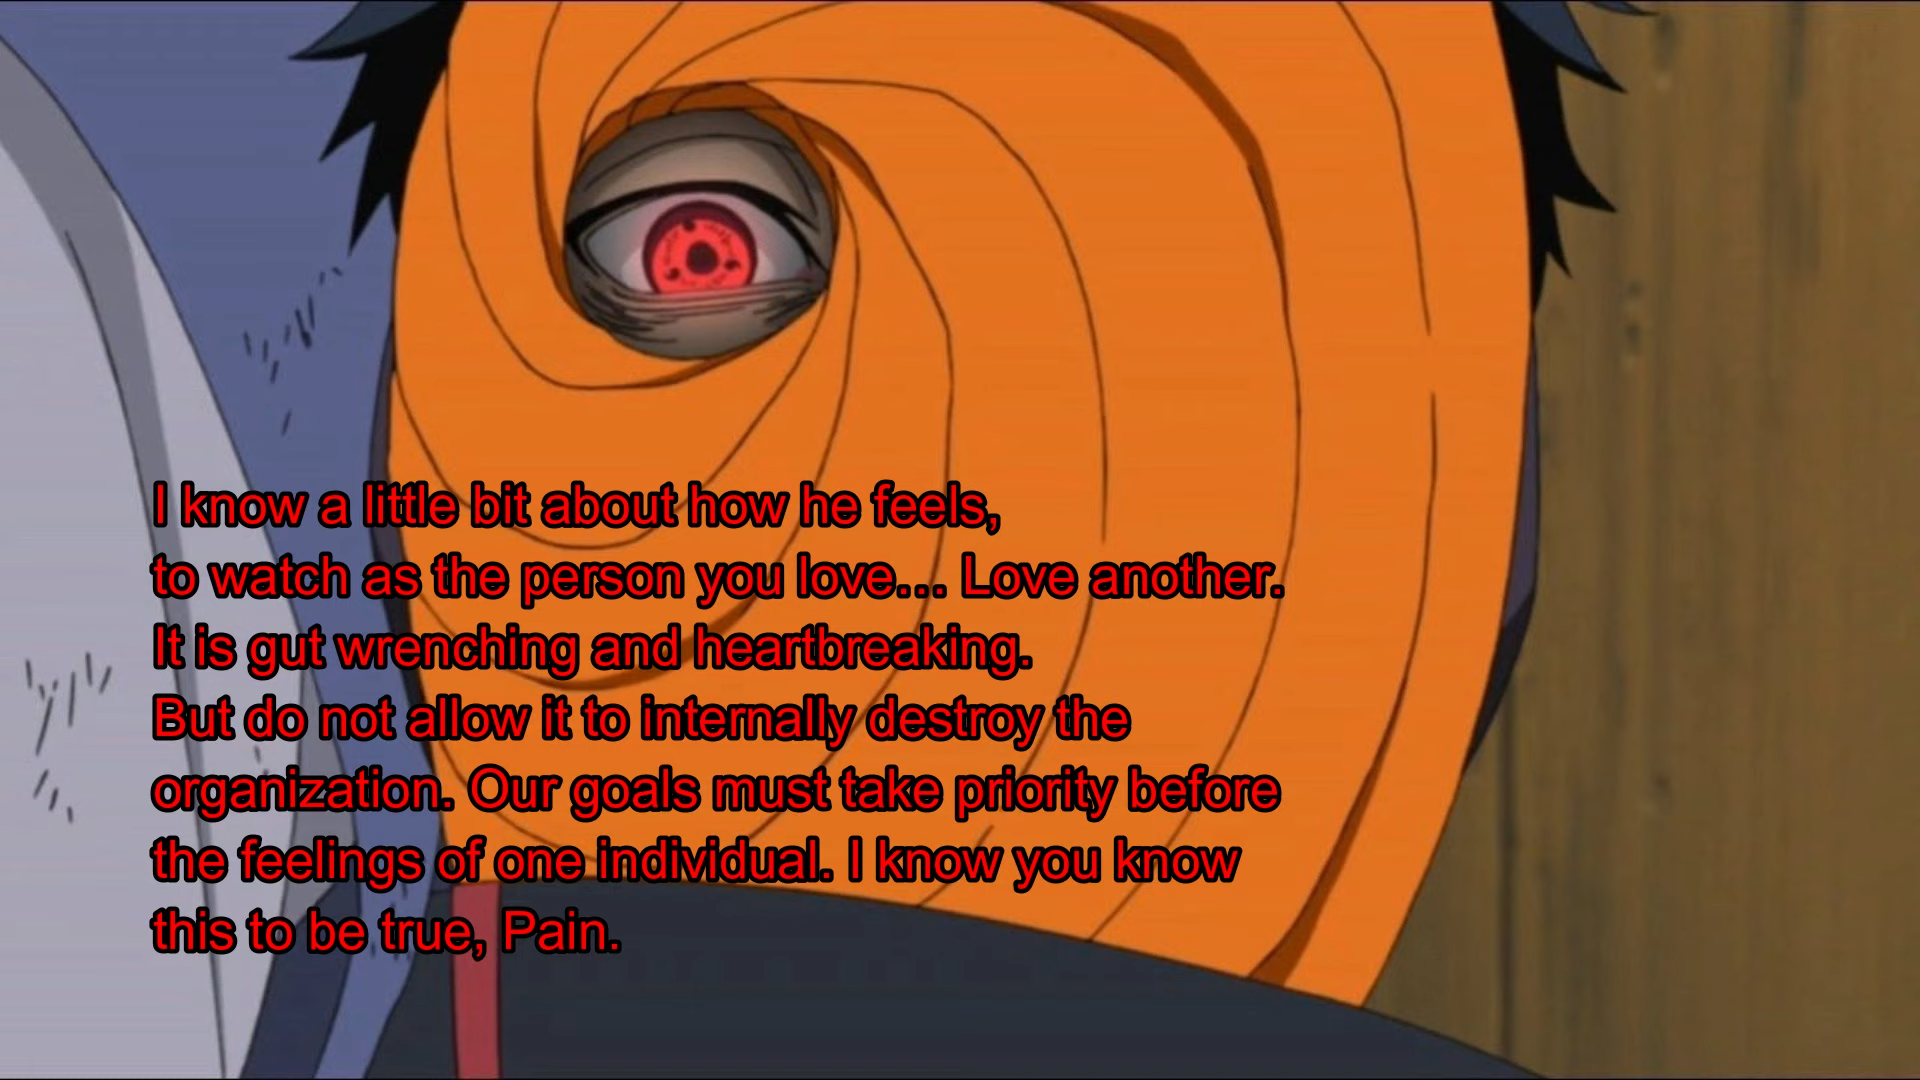 I know a little bit about how he feels,
to watch as the person you love... Love another.
It is gut wrenching and heartbreaking.
But do not allow it to internally destroy the
organization. Our goals must take priority before
the feelings of one individual. I know you know
this to be true, Pain.